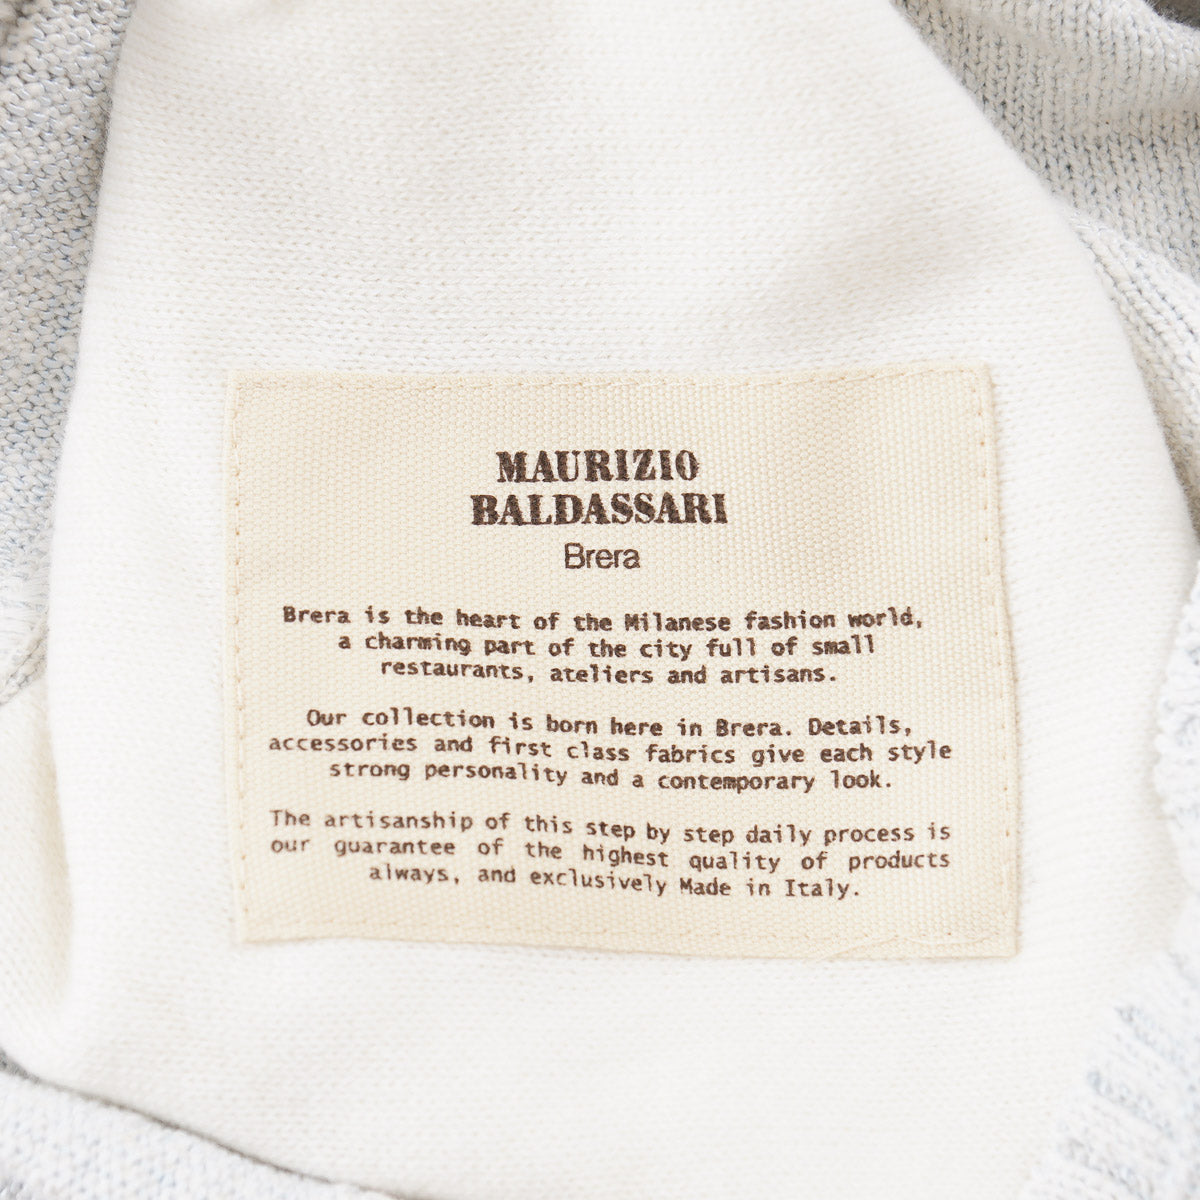 MAURIZIO
BALDASSARI
Brera
Brera is the heart of the Milanese fashion world,
a charming part of the city full of small
restaurants, ateliers and artisans.
Our collection is born here in Brera. Details,
accessories and first class fabrics give each style
strong personality and a contemporary look.
The artisanship of this step by step daily process is
our guarantee of the highest quality of products
always, and exclusively Made in Italy.